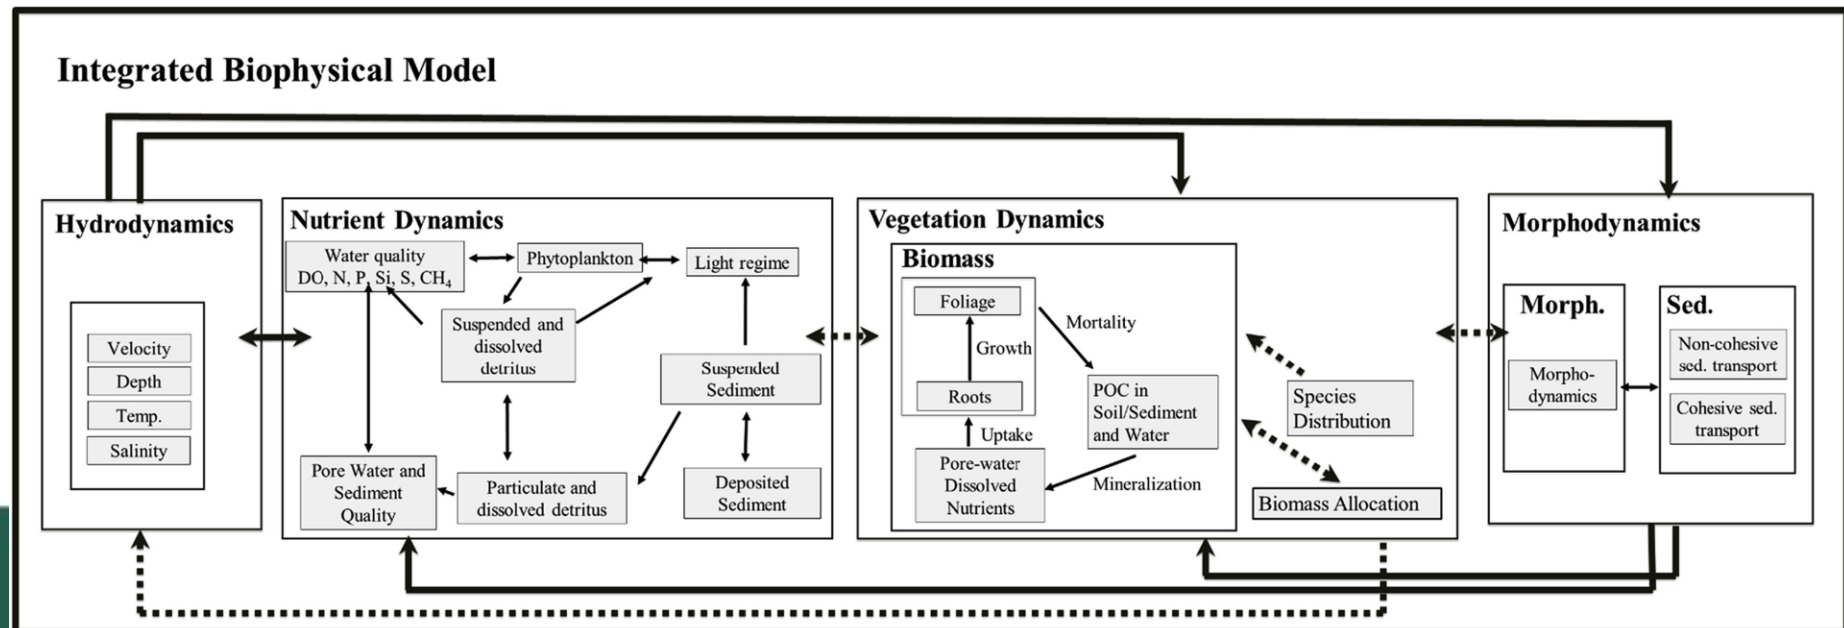 Integrated Biophysical Model
Hydrodynamics
Velocity
Depth
Temp.
Salinity
Nutrient Dynamics
Water quality
DO, N, P, Si, S, CH₄
Phytoplankton
Light regime
Suspended and
dissolved
detritus
Suspended
Sediment
Pore Water and
Sediment
Quality
Particulate and
dissolved detritus
Deposited
Sediment
Vegetation Dynamics
Biomass
Foliage
Mortality
Growth
Roots
POC in
Soil/Sediment
and Water
Uptake
Pore-water
Dissolved
Nutrients
Mineralization
Species
Distribution
Biomass Allocation
Morphodynamics
Morph.
Morpho-
dynamics
Sed.
Non-cohesive
sed. transport
Cohesive sed.
transport